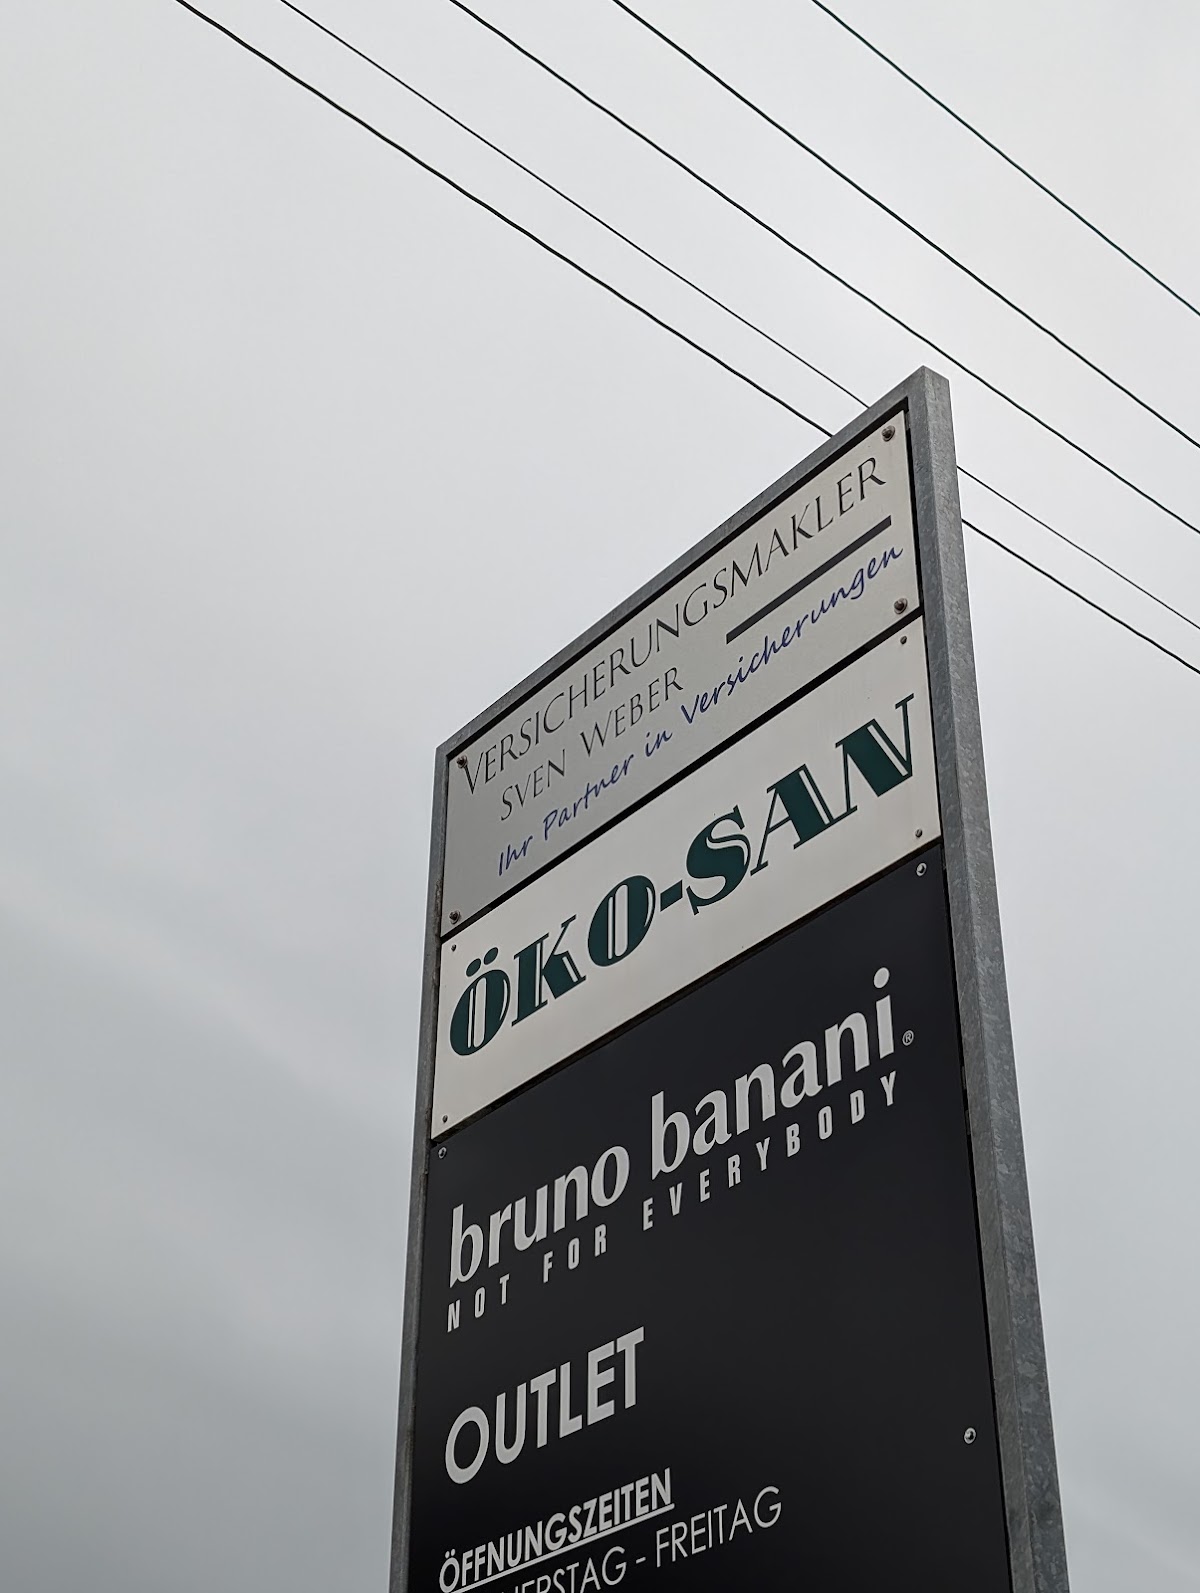 VERSICHERUNGSMAKLER
SVEN WEBER
Ihr Partner in Versicherungen
ÖKO-SAN
bruno banani®
NOT FOR EVERYBODY
OUTLET
ÖFFNUNGSZEITEN
- FREITAG